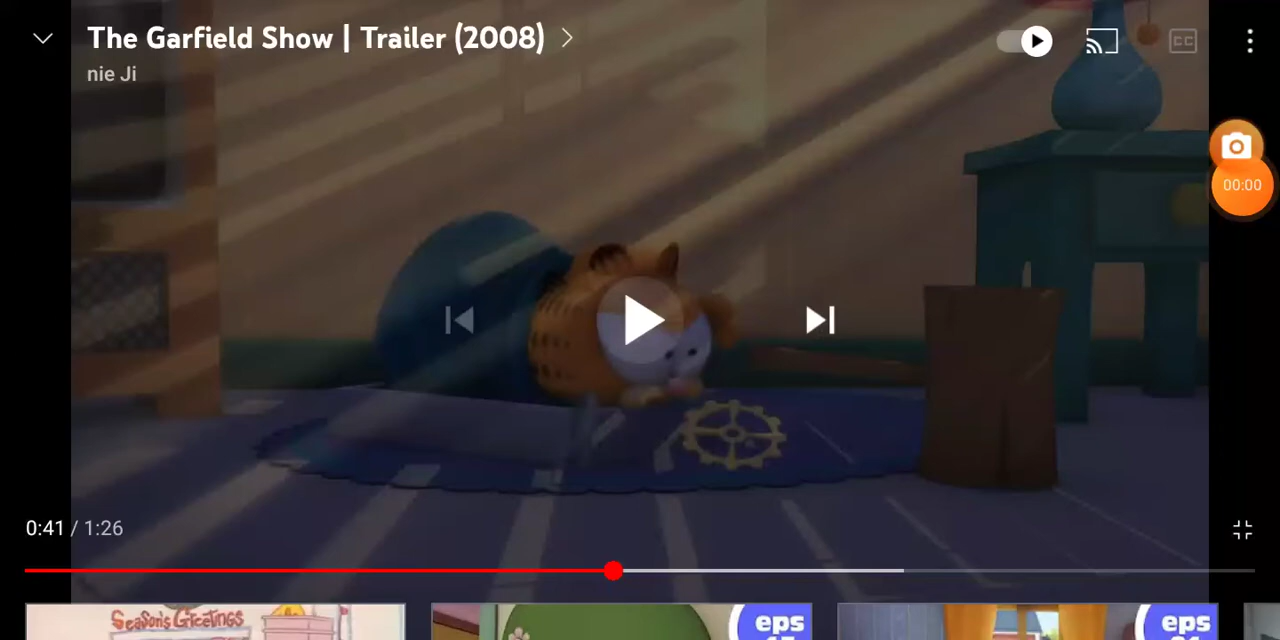 The Garfield Show | Trailer (2008)
nie Ji
CC
00:00
0:41 / 1:26
SEASON'S GREETINGS
eps
eps